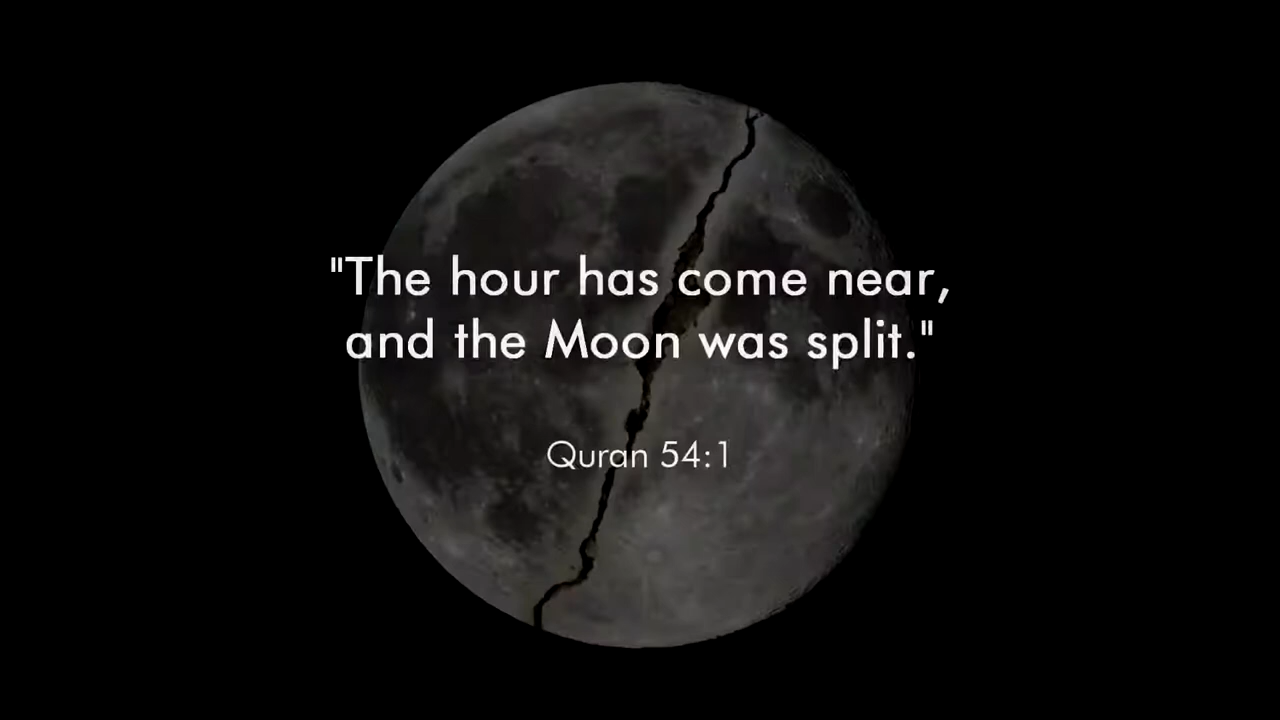 "The hour has come near,
and the Moon was split."
Quran 54:1